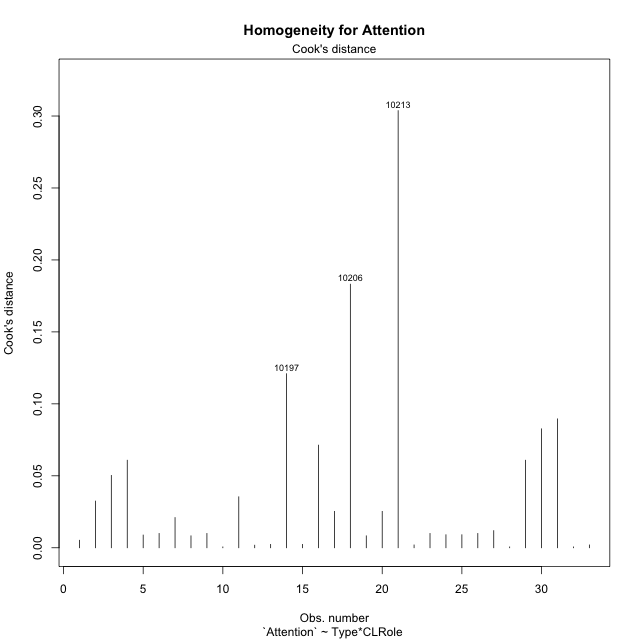 Homogeneity for Attention
Cook's distance
Cook's distance
0.30
0.25
0.20
0.15
0.10
0.05
0.00
10213
10206
10197
0 5 10 15 20 25 30
Obs. number
`Attention` ~ Type*CLRole